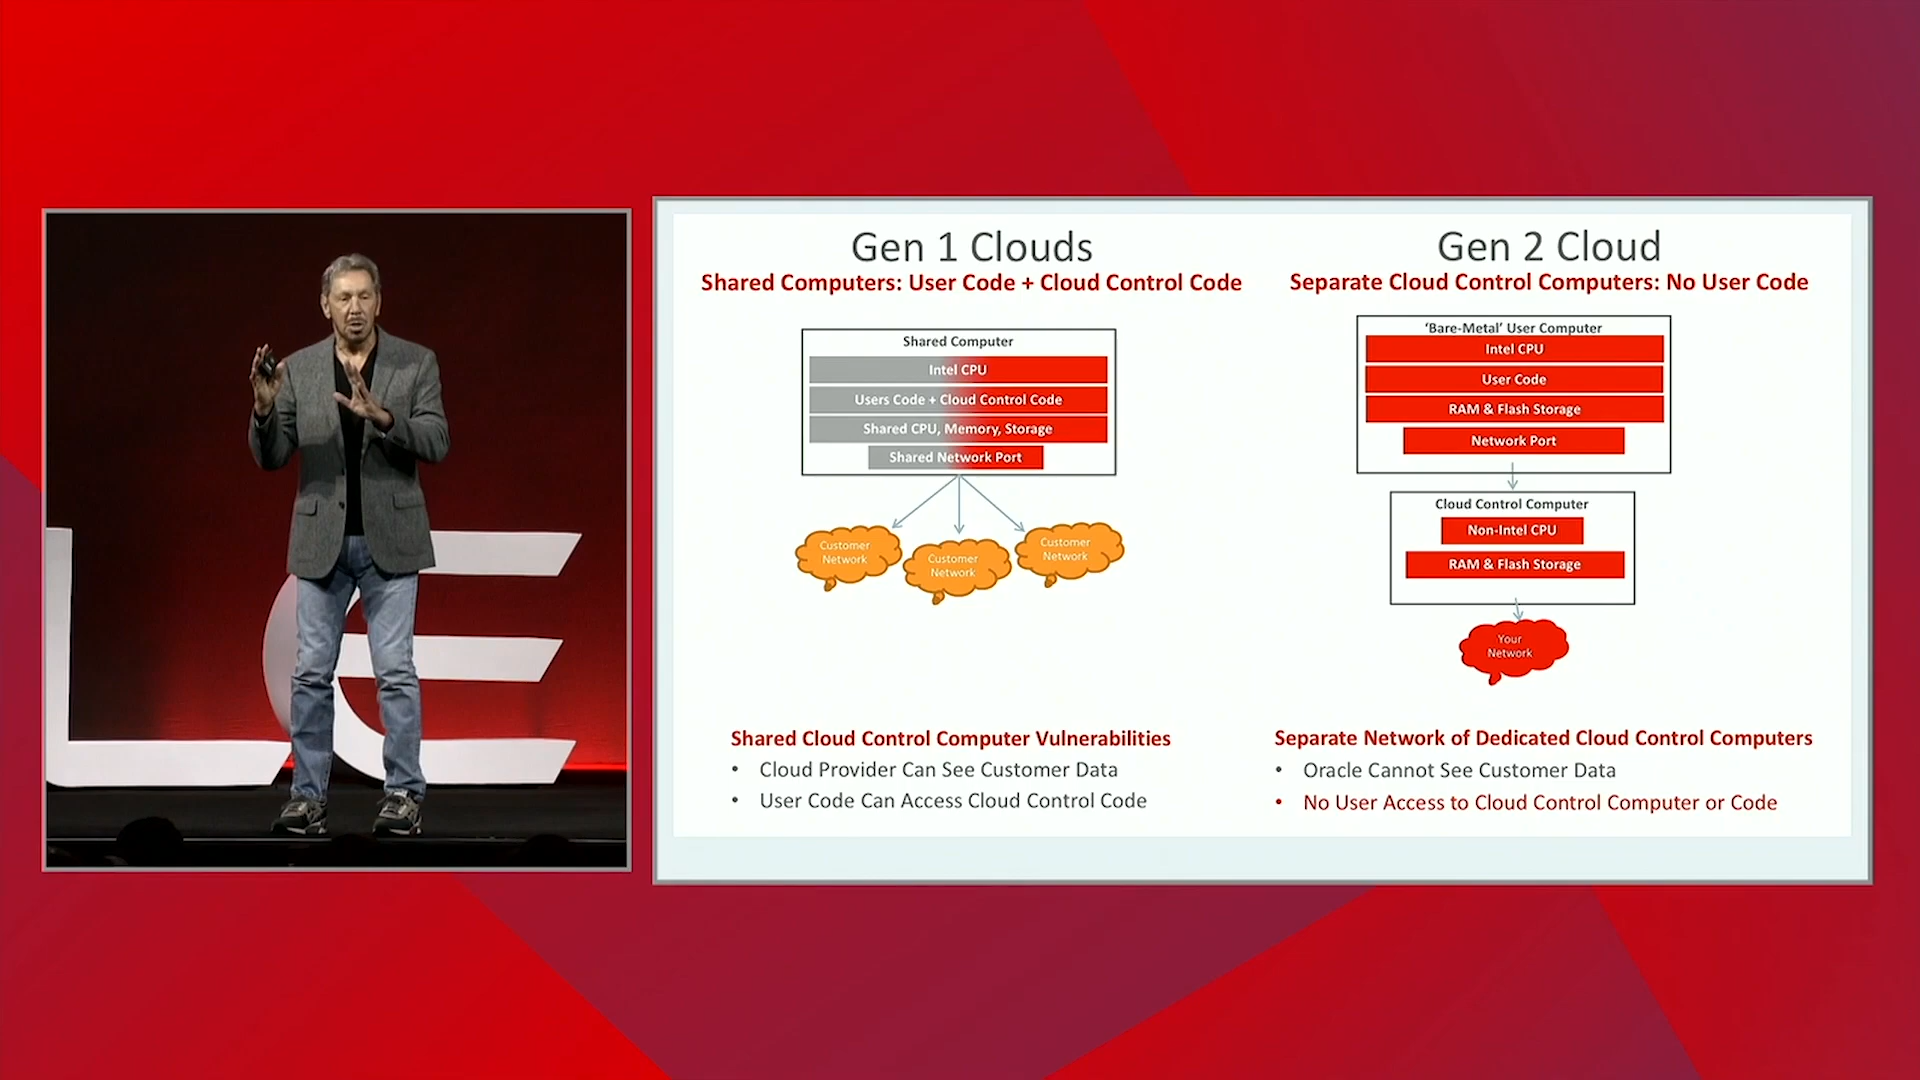 LE
Gen 1 Clouds
Shared Computers: User Code + Cloud Control Code
Shared Computer
Intel CPU
Users Code + Cloud Control Code
Shared CPU, Memory, Storage
Shared Network Port
Customer
Network
Customer
Network
Customer
Network
Shared Cloud Control Computer Vulnerabilities
• Cloud Provider Can See Customer Data
• User Code Can Access Cloud Control Code
Gen 2 Cloud
Separate Cloud Control Computers: No User Code
‘Bare-Metal’ User Computer
Intel CPU
User Code
RAM & Flash Storage
Network Port
Cloud Control Computer
Non-Intel CPU
RAM & Flash Storage
Your
Network
Separate Network of Dedicated Cloud Control Computers
• Oracle Cannot See Customer Data
• No User Access to Cloud Control Computer or Code